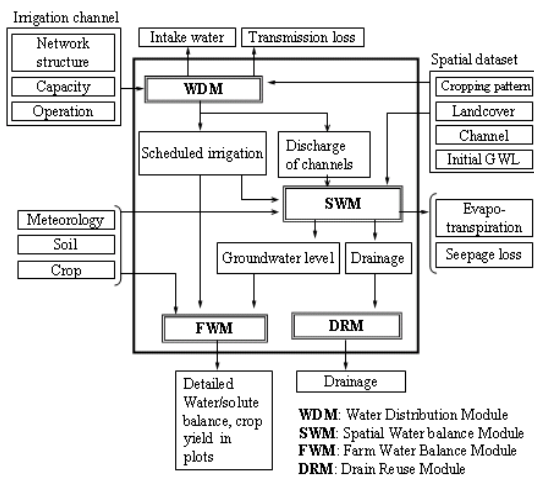 Irrigation channel
Network
structure
Capacity
Operation
Intake water
Transmission loss
Spatial dataset
Cropping pattern
Landcover
Channel
Initial GWL
WDM
Scheduled irrigation
Discharge
of channels
SWM
Meteorology
Soil
Crop
Evapo-
transpiration
Seepage loss
Groundwater level
Drainage
FWM
DRM
Detailed
Water/solute
balance, crop
yield in
plots
Drainage
WDM: Water Distribution Module
SWM: Spatial Water balance Module
FWM: Farm Water Balance Module
DRM: Drain Reuse Module